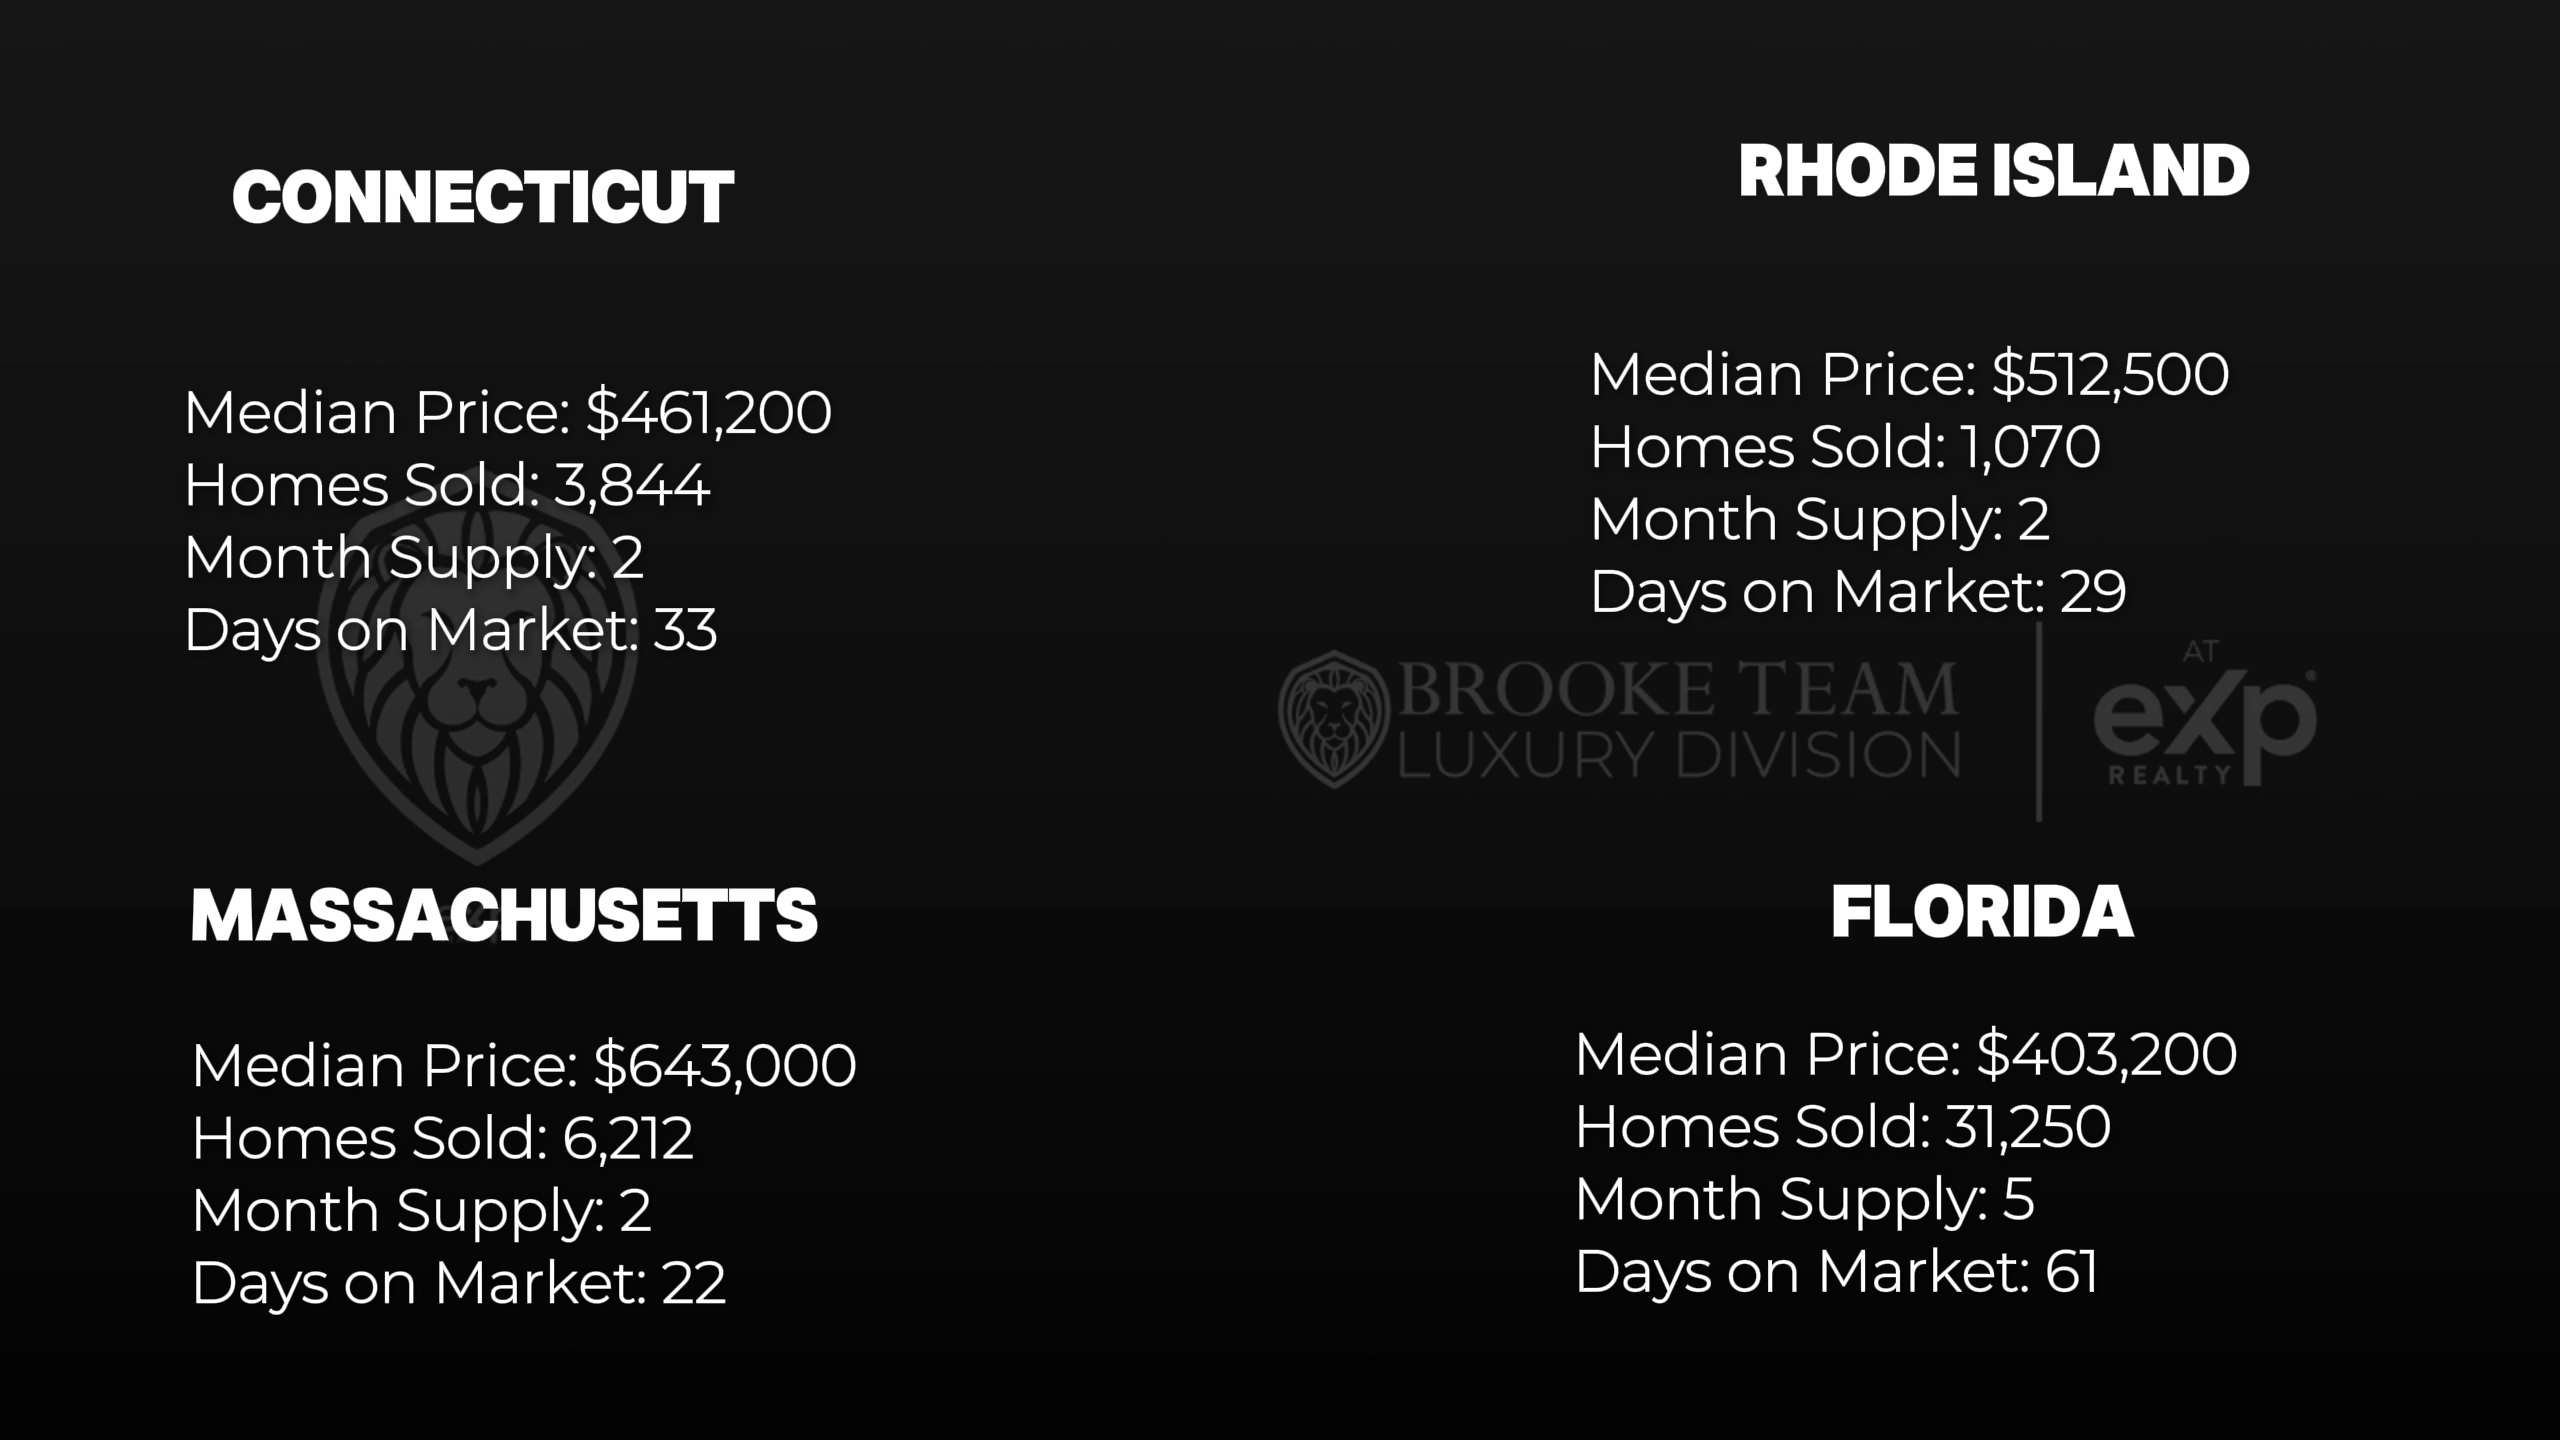 CONNECTICUT
Median Price: $461,200
Homes Sold: 3,844
Month Supply: 2
Days on Market: 33
RHODE ISLAND
Median Price: $512,500
Homes Sold: 1,070
Month Supply: 2
Days on Market: 29
BROOKE TEAM
LUXURY DIVISION
AT
eXp®
REALTY
MASSACHUSETTS
Median Price: $643,000
Homes Sold: 6,212
Month Supply: 2
Days on Market: 22
FLORIDA
Median Price: $403,200
Homes Sold: 31,250
Month Supply: 5
Days on Market: 61